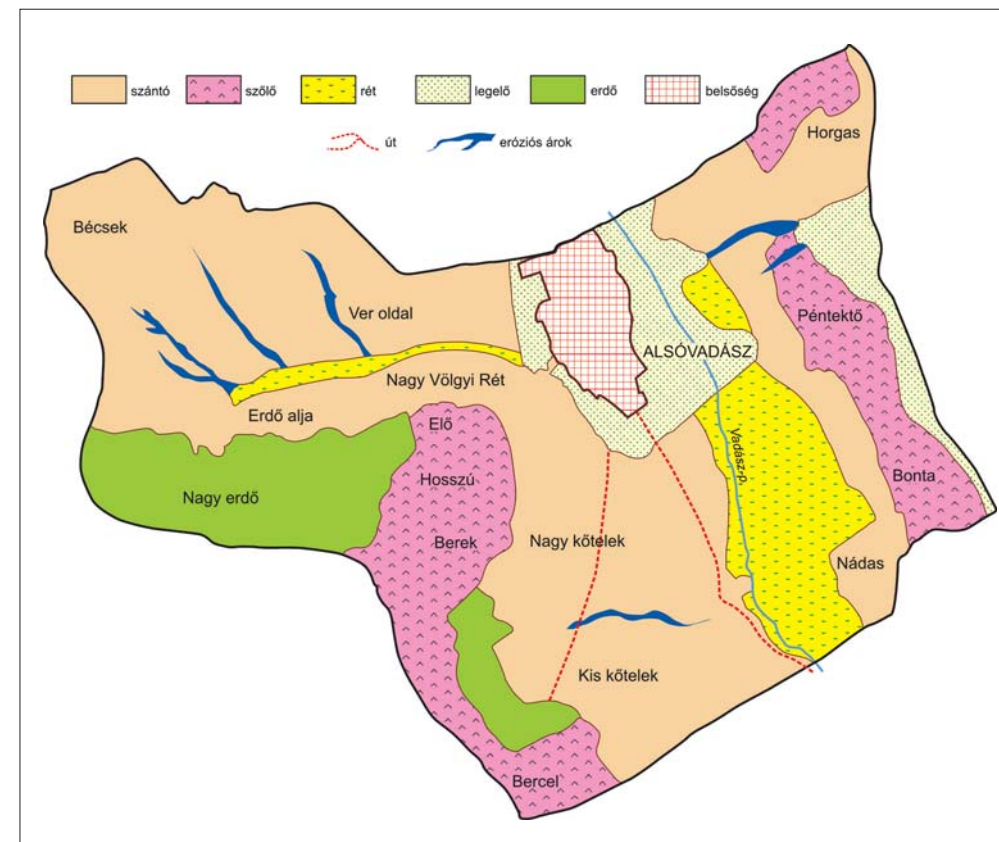 szántó szőlő rét legelő erdő belsőség
út eróziós árok
Horgas
Bécsek
Ver oldal
Péntektő
ALSÓVADÁSZ
Nagy Völgyi Rét
Erdő alja
Elő
Vadász-p.
Hosszú
Bonta
Nagy erdő
Berek
Nagy kőtelek
Nádas
Kis kőtelek
Bercel